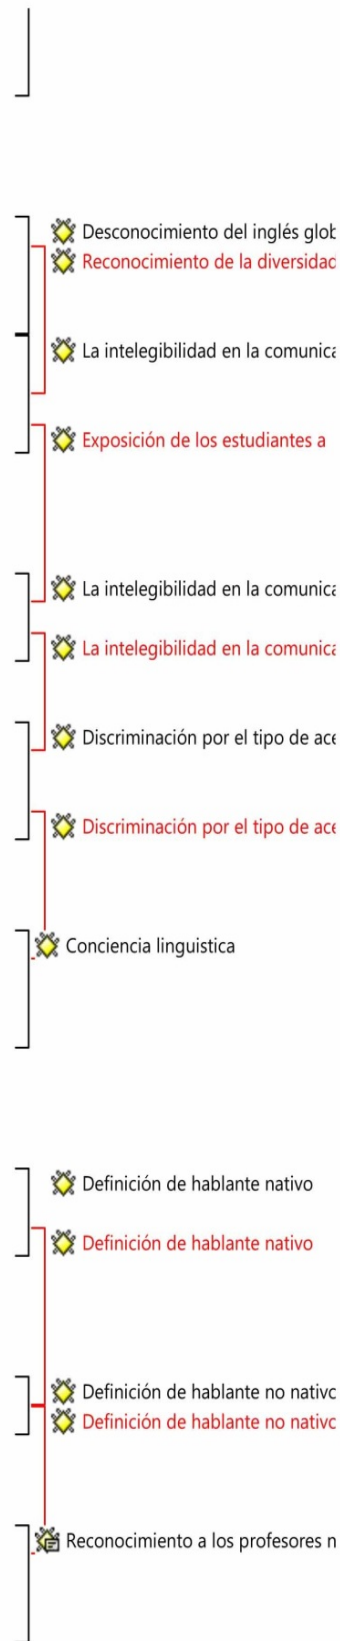 Desconocimiento del inglés glob
Reconocimiento de la diversidad
La intelegibilidad en la comunica
Exposición de los estudiantes a
La intelegibilidad en la comunica
La intelegibilidad en la comunica
Discriminación por el tipo de ace
Discriminación por el tipo de ace
Conciencia linguistica
Definición de hablante nativo
Definición de hablante nativo
Definición de hablante no nativo
Definición de hablante no nativo
Reconocimiento a los profesores n